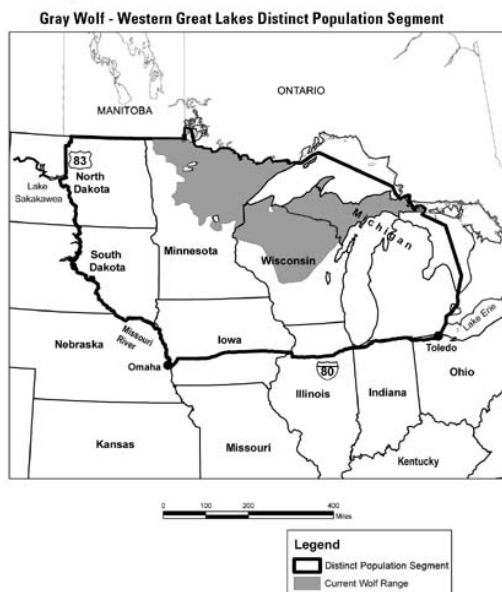 Gray Wolf - Western Great Lakes Distinct Population Segment
MANITOBA
ONTARIO
83
North
Dakota
Lake
Sakakawea
Minnesota
Michigan
Wisconsin
South
Dakota
Missouri
River
Lake Erie
Nebraska
Iowa
Toledo
Omaha
80
Illinois
Indiana
Ohio
Kansas
Missouri
Kentucky
0 100 200 400
Miles
Legend
Distinct Population Segment
Current Wolf Range